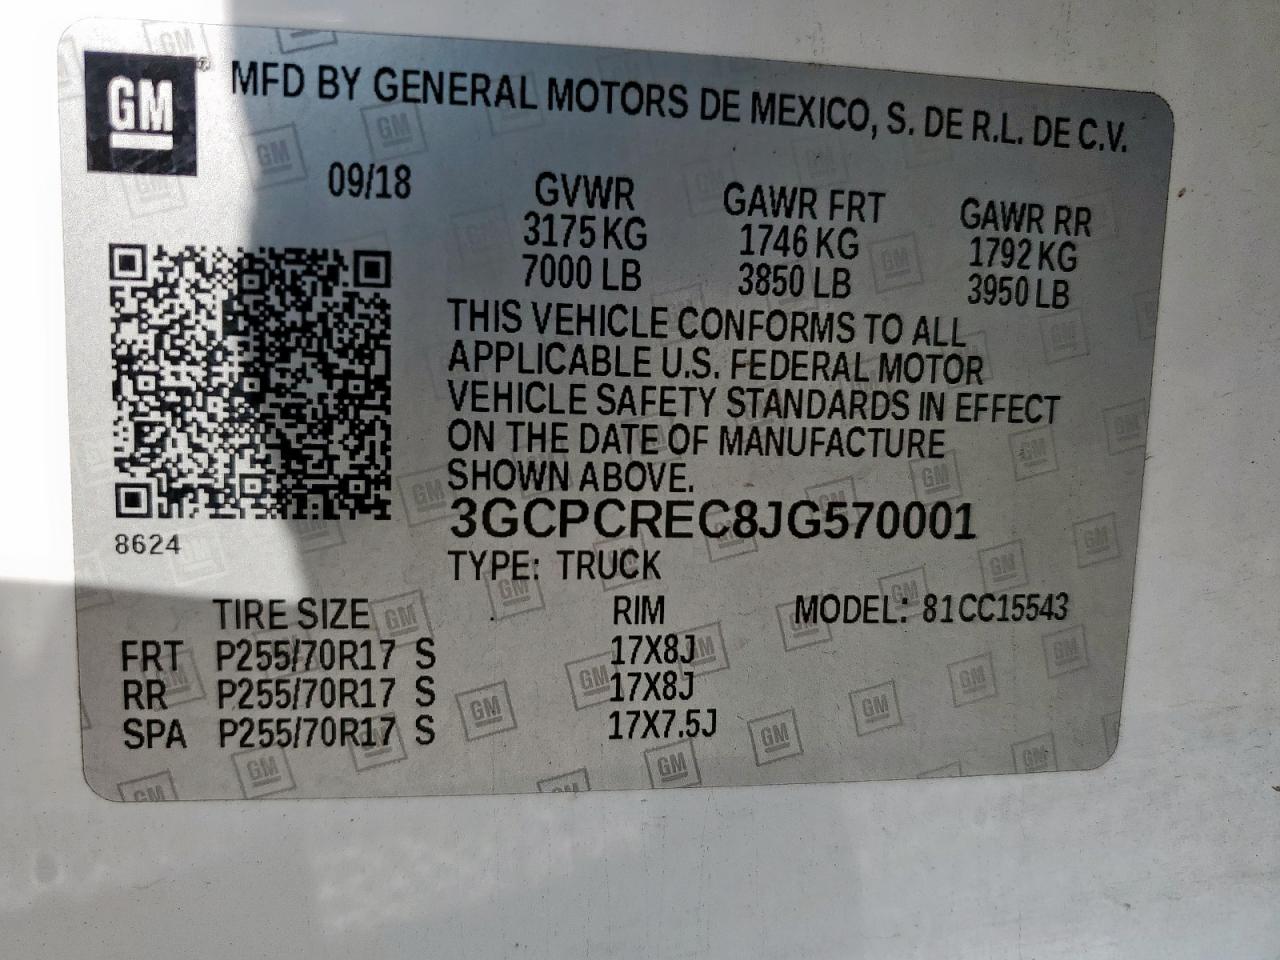 GM® MFD BY GENERAL MOTORS DE MEXICO, S. DE R.L. DE C.V.
09/18 GVWR GAWR FRT GAWR RR
3175 KG 1746 KG 1792 KG
7000 LB 3850 LB 3950 LB
THIS VEHICLE CONFORMS TO ALL
APPLICABLE U.S. FEDERAL MOTOR
VEHICLE SAFETY STANDARDS IN EFFECT
ON THE DATE OF MANUFACTURE
SHOWN ABOVE.
3GCPCREC8JG570001
8624
TYPE: TRUCK
TIRE SIZE RIM MODEL: 81CC15543
FRT P255/70R17 S 17X8J
RR P255/70R17 S 17X8J
SPA P255/70R17 S 17X7.5J